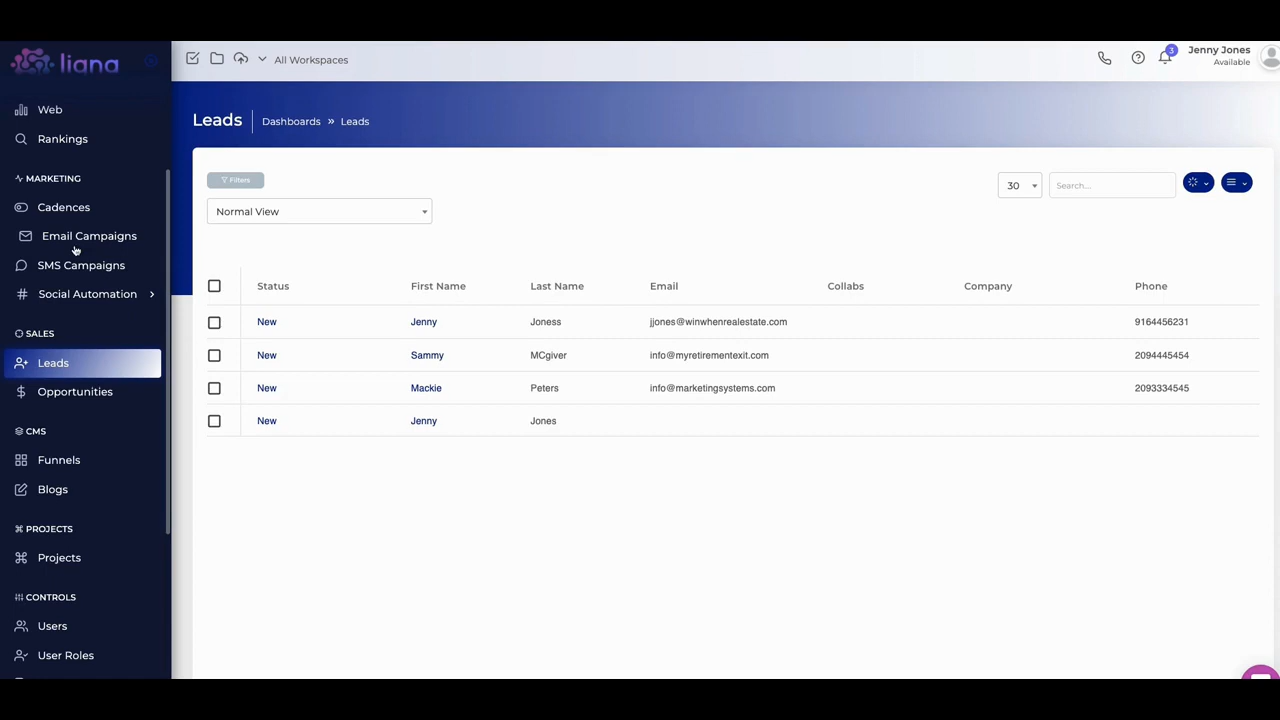 liana
All Workspaces
3
Jenny Jones
Available
Web
Rankings
MARKETING
Cadences
Email Campaigns
SMS Campaigns
Social Automation
SALES
Leads
Opportunities
CMS
Funnels
Blogs
PROJECTS
Projects
CONTROLS
Users
User Roles
Leads
Dashboards » Leads
Filters
30
Search...
Normal View
Status First Name Last Name Email Collabs Company Phone
New Jenny Joness jjones@winwhenrealestate.com 9164456231
New Sammy MCgiver info@myretirementexit.com 2094445454
New Mackie Peters info@marketingsystems.com 2093334545
New Jenny Jones